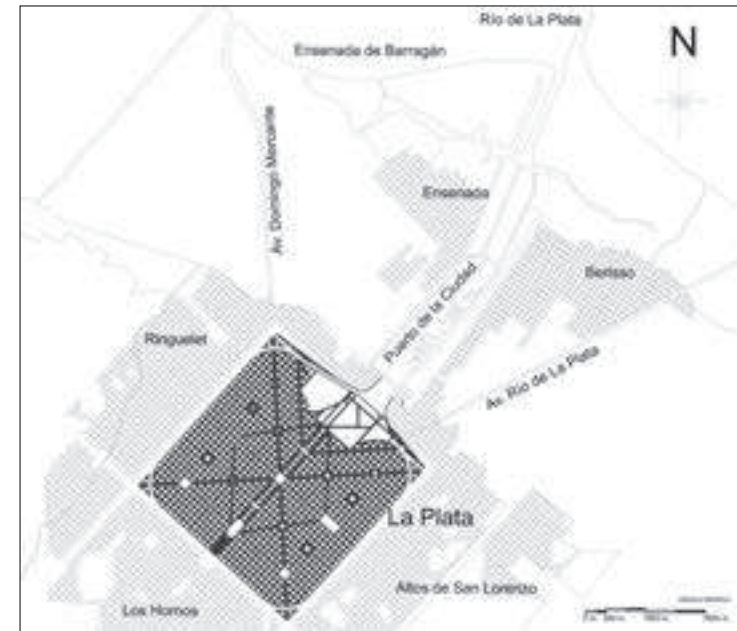 Río de La Plata
Ensenada de Barragán
N
Av. Domingo Mercante
Ensenada
Berisso
Puerto de la Ciudad
Ringuelet
Av. Río de La Plata
La Plata
Altos de San Lorenzo
Los Hornos